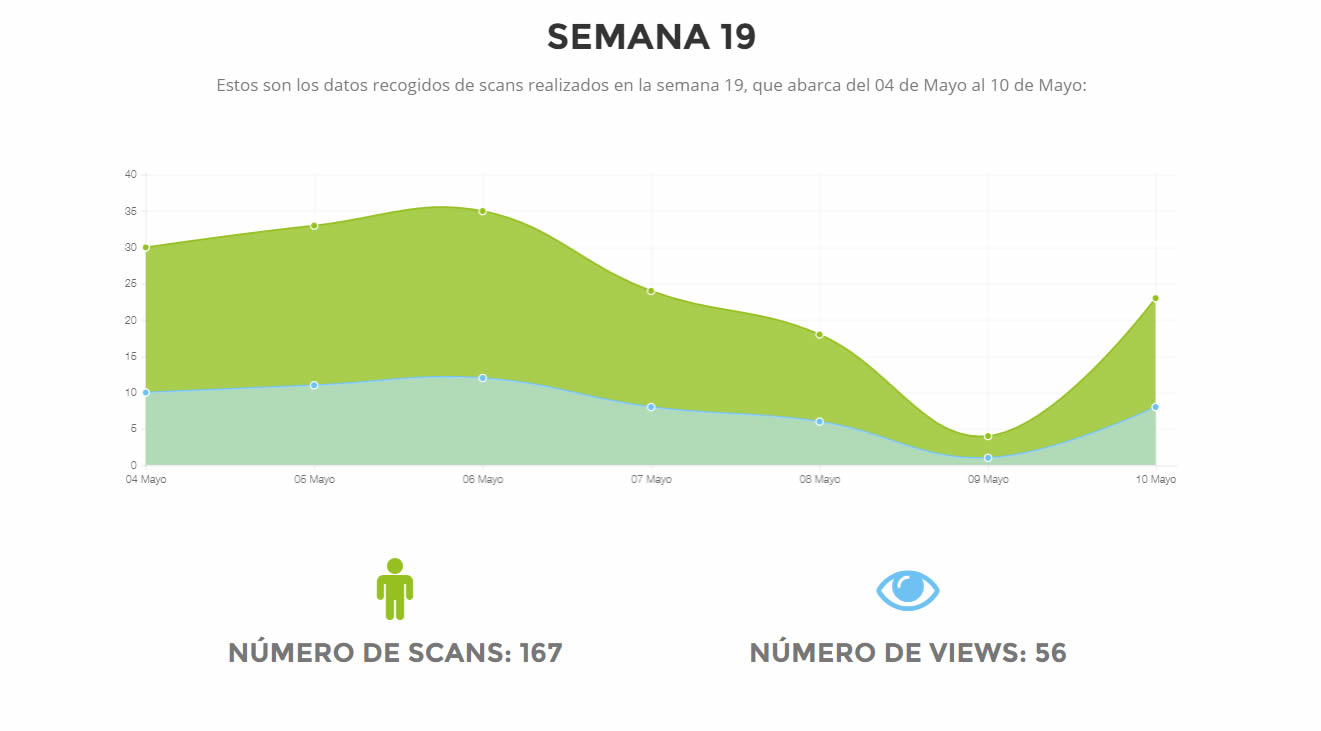 SEMANA 19
Estos son los datos recogidos de scans realizados en la semana 19, que abarca del 04 de Mayo al 10 de Mayo:
40
35
30
25
20
15
10
5
0
04 Mayo 05 Mayo 06 Mayo 07 Mayo 08 Mayo 09 Mayo 10 Mayo
NÚMERO DE SCANS: 167 NÚMERO DE VIEWS: 56